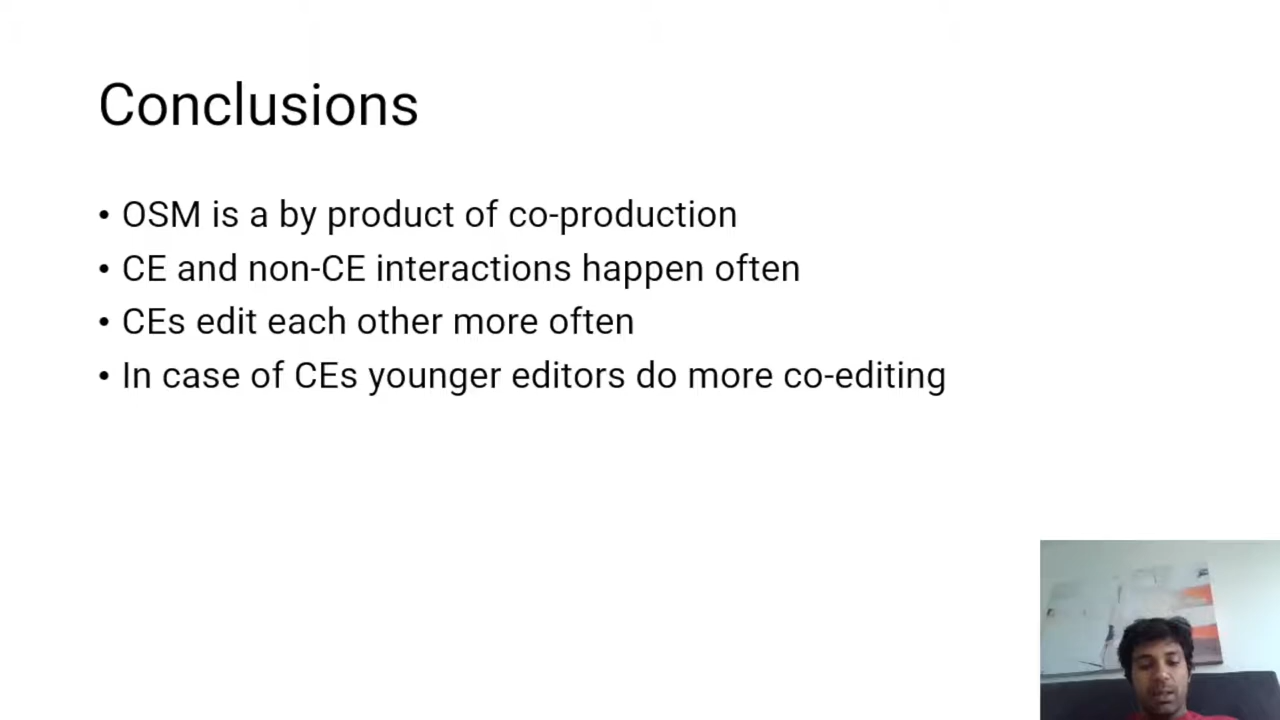 Conclusions
• OSM is a by product of co-production
• CE and non-CE interactions happen often
• CEs edit each other more often
• In case of CEs younger editors do more co-editing